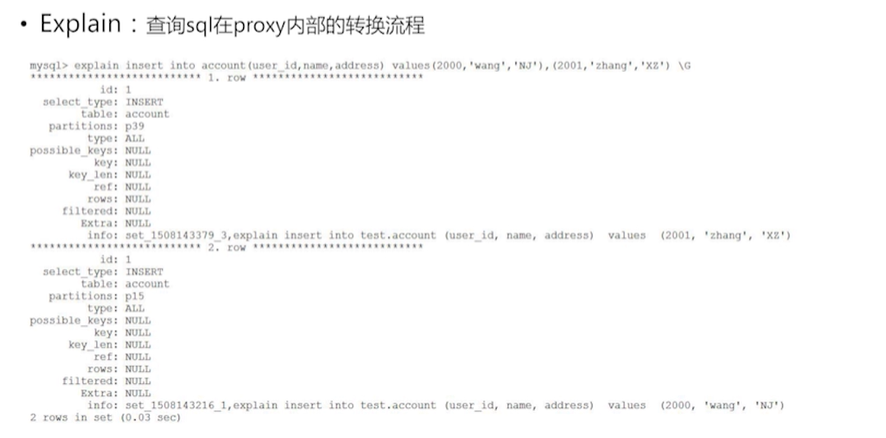 • Explain：查询sql在proxy内部的转换流程
mysql> explain insert into account(user_id,name,address) values(2000,'wang','NJ'),(2001,'zhang','XZ') \G
*************************** 1. row ***************************
id: 1
select_type: INSERT
table: account
partitions: p39
type: ALL
possible_keys: NULL
key: NULL
key_len: NULL
ref: NULL
rows: NULL
filtered: NULL
Extra: NULL
info: set_1508143379_3,explain insert into test.account (user_id, name, address) values (2001, 'zhang', 'XZ')
*************************** 2. row ***************************
id: 1
select_type: INSERT
table: account
partitions: p15
type: ALL
possible_keys: NULL
key: NULL
key_len: NULL
ref: NULL
rows: NULL
filtered: NULL
Extra: NULL
info: set_1508143216_1,explain insert into test.account (user_id, name, address) values (2000, 'wang', 'NJ')
2 rows in set (0.03 sec)